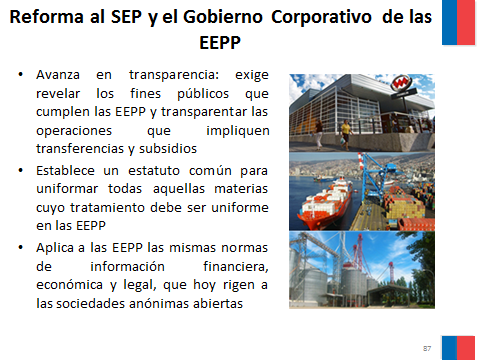 Reforma al SEP y el Gobierno Corporativo de las
EEPP
• Avanza en transparencia: exige
revelar los fines públicos que
cumplen las EEPP y transparentar las
operaciones que impliquen
transferencias y subsidios
• Establece un estatuto común para
uniformar todas aquellas materias
cuyo tratamiento debe ser uniforme
en las EEPP
• Aplica a las EEPP las mismas normas
de información financiera,
económica y legal, que hoy rigen a
las sociedades anónimas abiertas
87